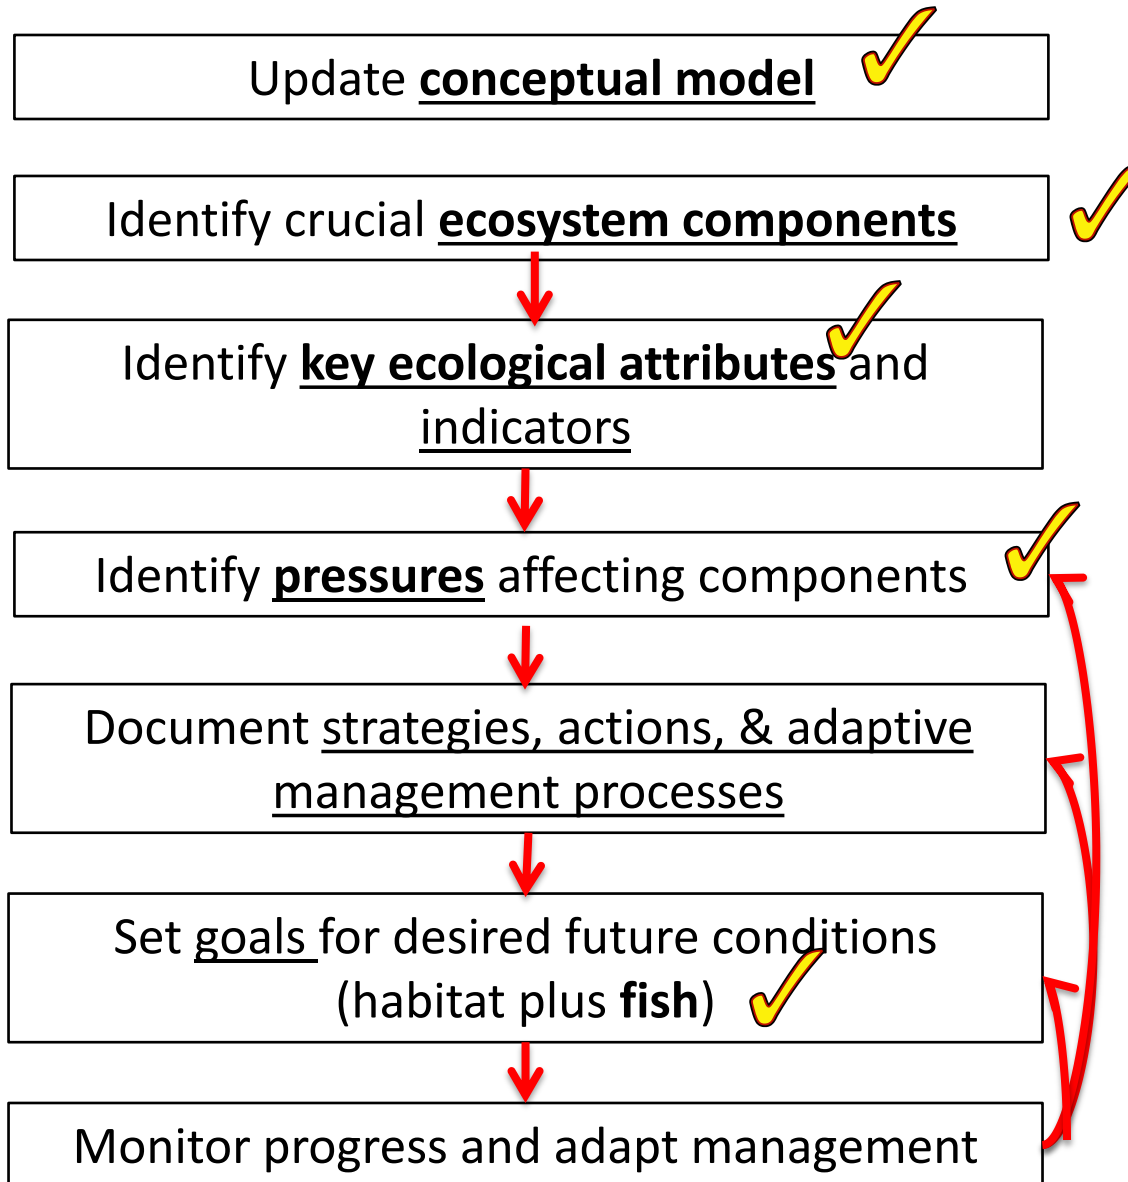 Update conceptual model
Identify crucial ecosystem components
Identify key ecological attributes and
indicators
Identify pressures affecting components
Document strategies, actions, & adaptive
management processes
Set goals for desired future conditions
(habitat plus fish)
Monitor progress and adapt management